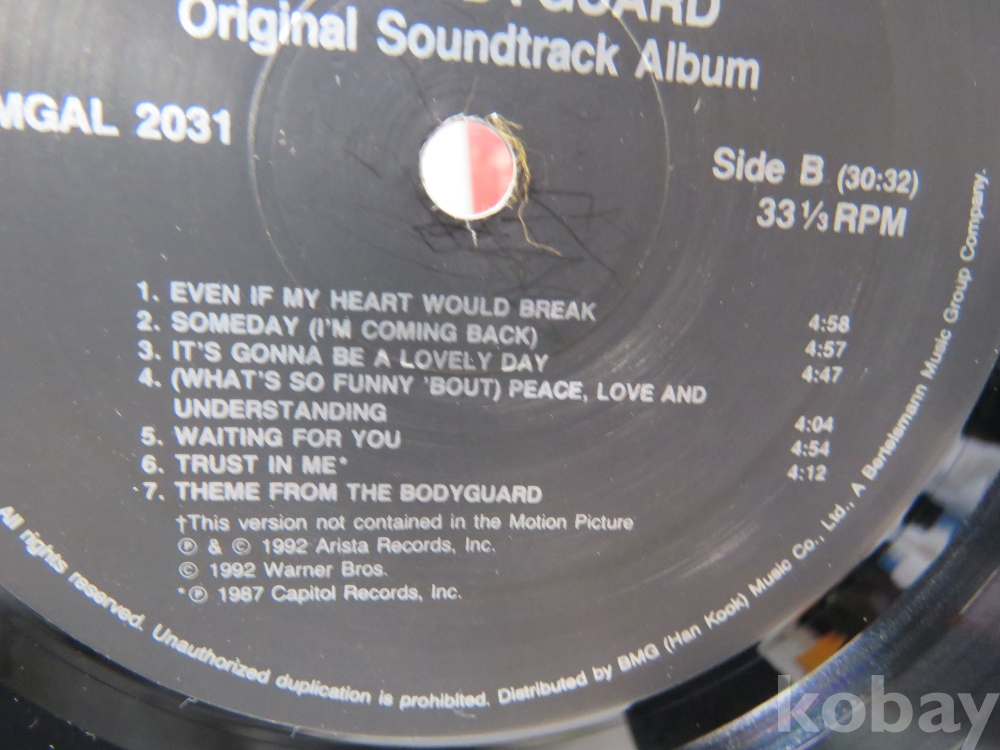 BODYGUARD
Original Soundtrack Album
MGAL 2031
Side B (30:32)
33 ⅓ RPM
1. EVEN IF MY HEART WOULD BREAK 4:58
2. SOMEDAY (I'M COMING BACK) 4:57
3. IT'S GONNA BE A LOVELY DAY 4:47
4. (WHAT'S SO FUNNY 'BOUT) PEACE, LOVE AND
UNDERSTANDING 4:04
5. WAITING FOR YOU 4:54
6. TRUST IN ME* 4:12
7. THEME FROM THE BODYGUARD
†This version not contained in the Motion Picture
℗ & © 1992 Arista Records, Inc.
© 1992 Warner Bros.
*℗ 1987 Capitol Records, Inc.
All rights reserved. Unauthorized duplication is prohibited. Distributed by BMG (Han Kook) Music Co., Ltd., A Bertelsmann Music Group Company.
kobay